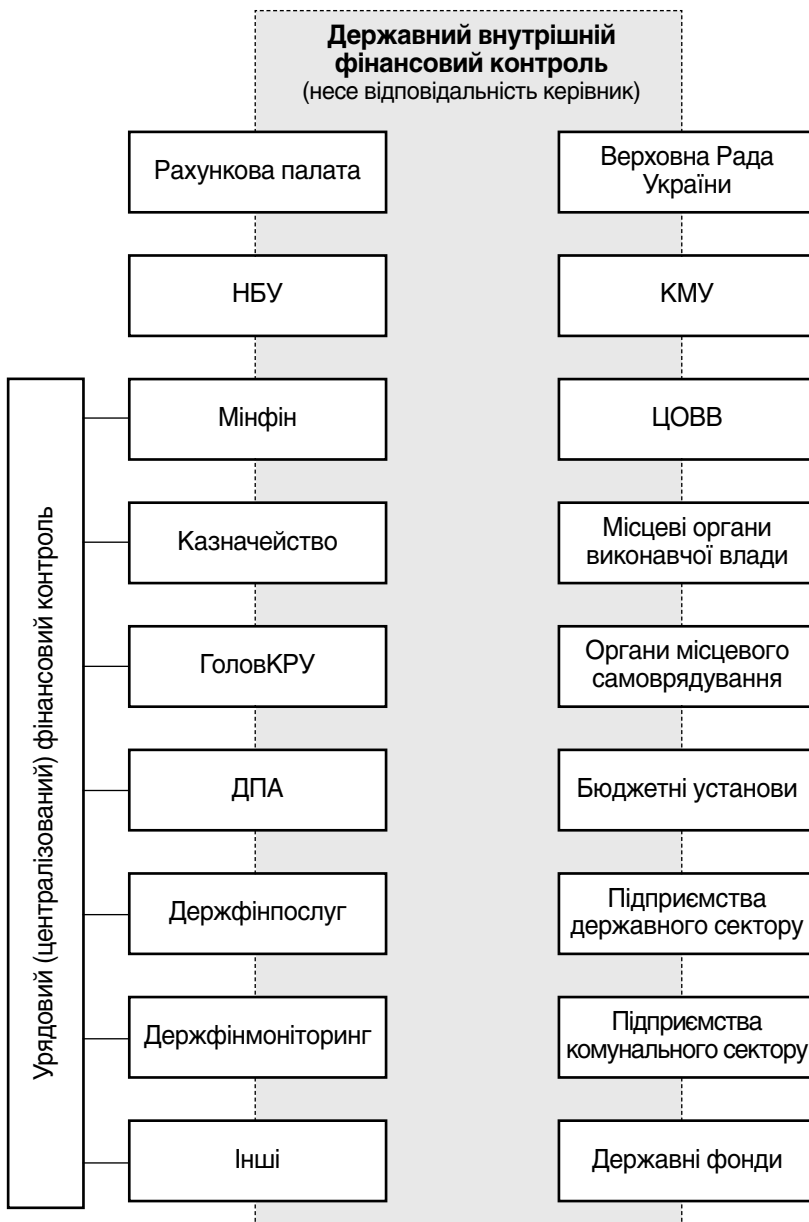 Державний внутрішній
фінансовий контроль
(несе відповідальність керівник)
Рахункова палата
Верховна Рада
України
НБУ
КМУ
Урядовий (централізований) фінансовий контроль
Мінфін
ЦОВВ
Казначейство
Місцеві органи
виконавчої влади
ГоловКРУ
Органи місцевого
самоврядування
ДПА
Бюджетні установи
Держфінпослуг
Підприємства
державного сектору
Держфінмоніторинг
Підприємства
комунального сектору
Інші
Державні фонди